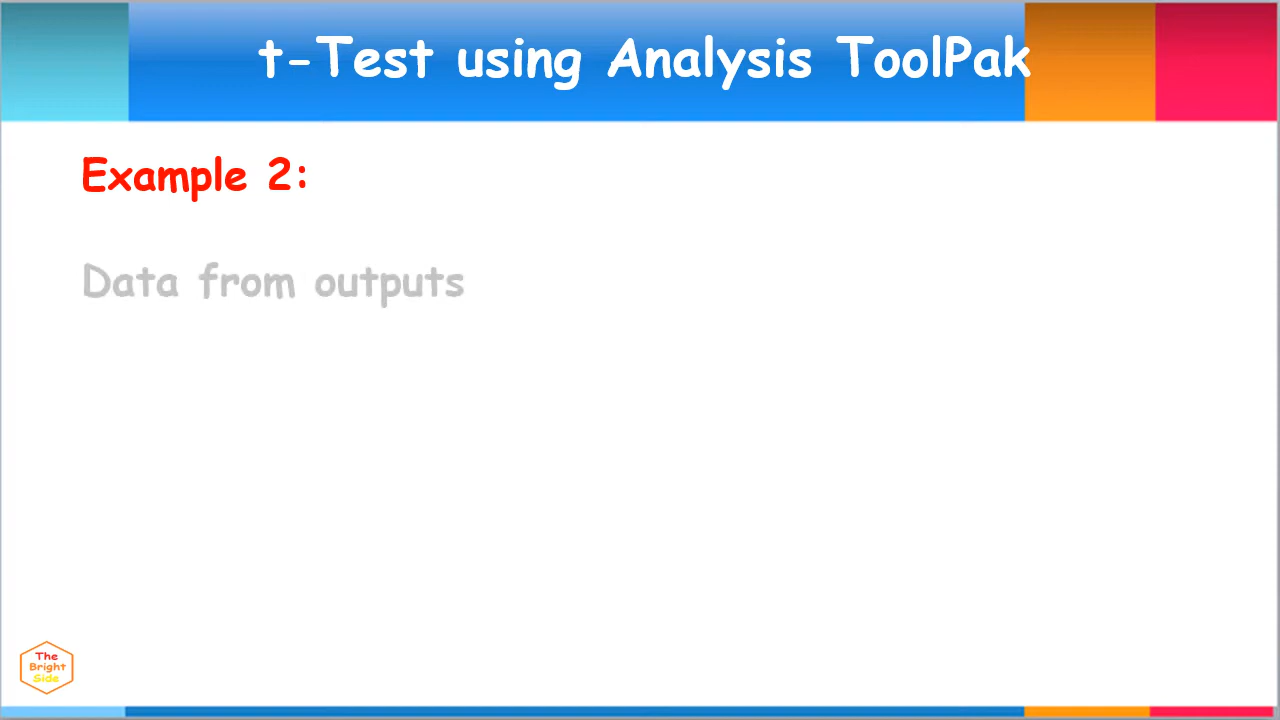 t-Test using Analysis ToolPak
Example 2:
Data from outputs
The
Bright
Side